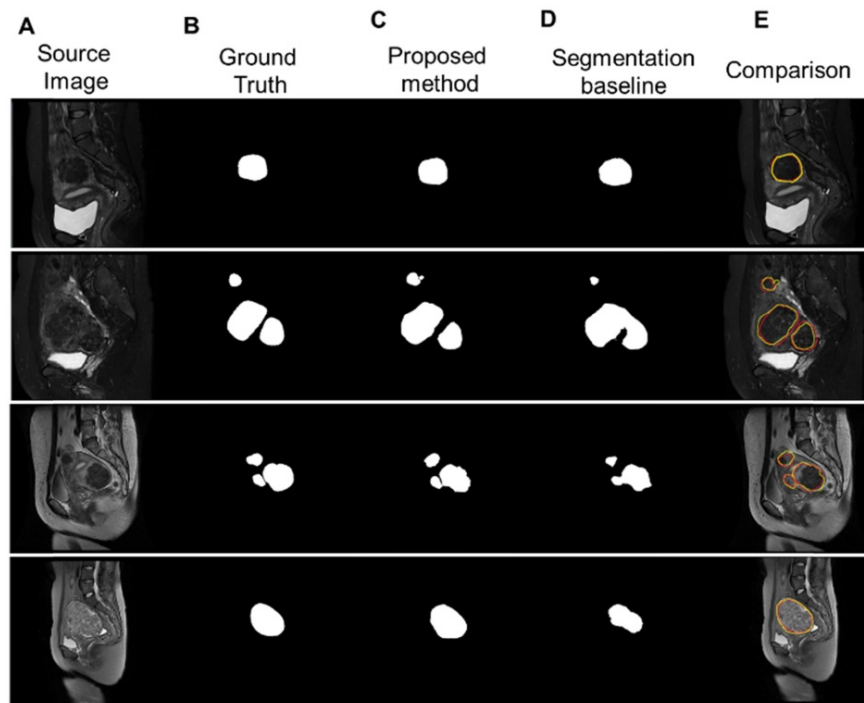 A
B
C
D
E
Source
Image
Ground
Truth
Proposed
method
Segmentation
baseline
Comparison